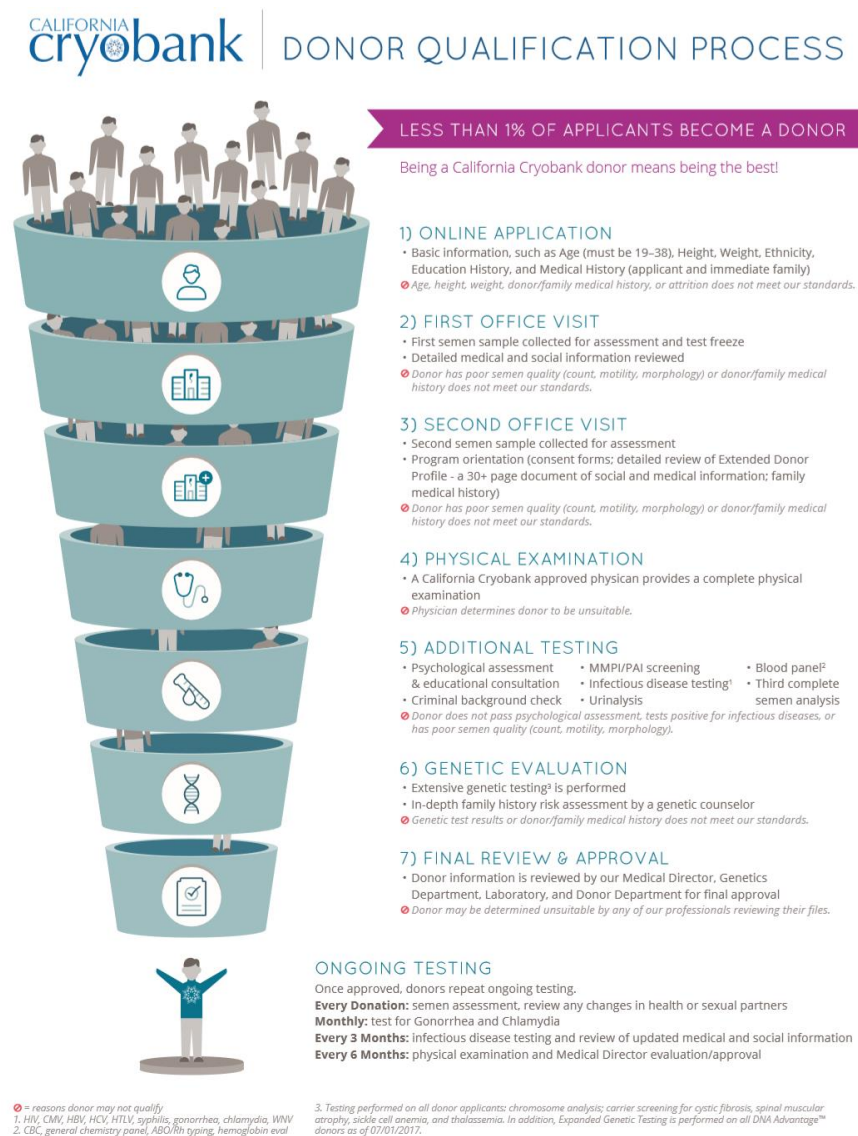 CALIFORNIA
cryobank
DONOR QUALIFICATION PROCESS
LESS THAN 1% OF APPLICANTS BECOME A DONOR
Being a California Cryobank donor means being the best!
1) ONLINE APPLICATION
• Basic information, such as Age (must be 19–38), Height, Weight, Ethnicity,
Education History, and Medical History (applicant and immediate family)
Age, height, weight, donor/family medical history, or attrition does not meet our standards.
2) FIRST OFFICE VISIT
• First semen sample collected for assessment and test freeze
• Detailed medical and social information reviewed
Donor has poor semen quality (count, motility, morphology) or donor/family medical
history does not meet our standards.
3) SECOND OFFICE VISIT
• Second semen sample collected for assessment
• Program orientation (consent forms; detailed review of Extended Donor
Profile - a 30+ page document of social and medical information; family
medical history)
Donor has poor semen quality (count, motility, morphology) or donor/family medical
history does not meet our standards.
4) PHYSICAL EXAMINATION
• A California Cryobank approved physican provides a complete physical
examination
Physician determines donor to be unsuitable.
5) ADDITIONAL TESTING
• Psychological assessment
& educational consultation
• Criminal background check
• MMPI/PAI screening
• Infectious disease testing¹
• Urinalysis
• Blood panel²
• Third complete
semen analysis
Donor does not pass psychological assessment, tests positive for infectious diseases, or
has poor semen quality (count, motility, morphology).
6) GENETIC EVALUATION
• Extensive genetic testing³ is performed
• In-depth family history risk assessment by a genetic counselor
Genetic test results or donor/family medical history does not meet our standards.
7) FINAL REVIEW & APPROVAL
• Donor information is reviewed by our Medical Director, Genetics
Department, Laboratory, and Donor Department for final approval
Donor may be determined unsuitable by any of our professionals reviewing their files.
ONGOING TESTING
Once approved, donors repeat ongoing testing.
Every Donation: semen assessment, review any changes in health or sexual partners
Monthly: test for Gonorrhea and Chlamydia
Every 3 Months: infectious disease testing and review of updated medical and social information
Every 6 Months: physical examination and Medical Director evaluation/approval
= reasons donor may not qualify
1. HIV, CMV, HBV, HCV, HTLV, syphilis, gonorrhea, chlamydia, WNV
2. CBC, general chemistry panel, ABO/Rh typing, hemoglobin eval
3. Testing performed on all donor applicants: chromosome analysis; carrier screening for cystic fibrosis, spinal muscular
atrophy, sickle cell anemia, and thalassemia. In addition, Expanded Genetic Testing is performed on all DNA Advantage™
donors as of 07/01/2017.